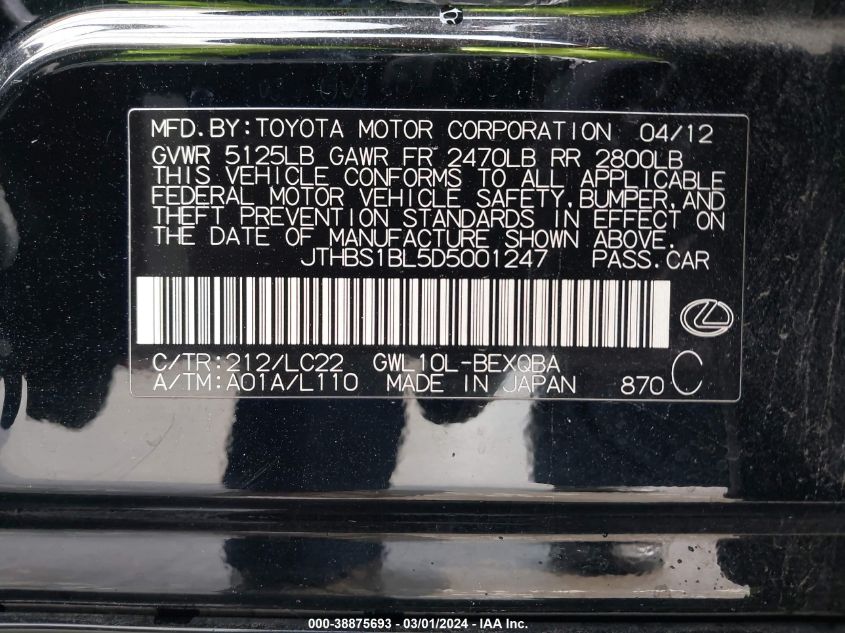 MFD.BY:TOYOTA MOTOR CORPORATION 04/12
GVWR 5125LB GAWR FR 2470LB RR 2800LB
THIS VEHICLE CONFORMS TO ALL APPLICABLE
FEDERAL MOTOR VEHICLE SAFETY,BUMPER,AND
THEFT PREVENTION STANDARDS IN EFFECT ON
THE DATE OF MANUFACTURE SHOWN ABOVE.
JTHBS1BL5D5001247 PASS.CAR
C/TR:212/LC22 GWL10L-BEXQBA
A/TM:A01A/L110 MADE IN JAPAN 870 C
000-38875693 - 03/01/2024 - IAA Inc.